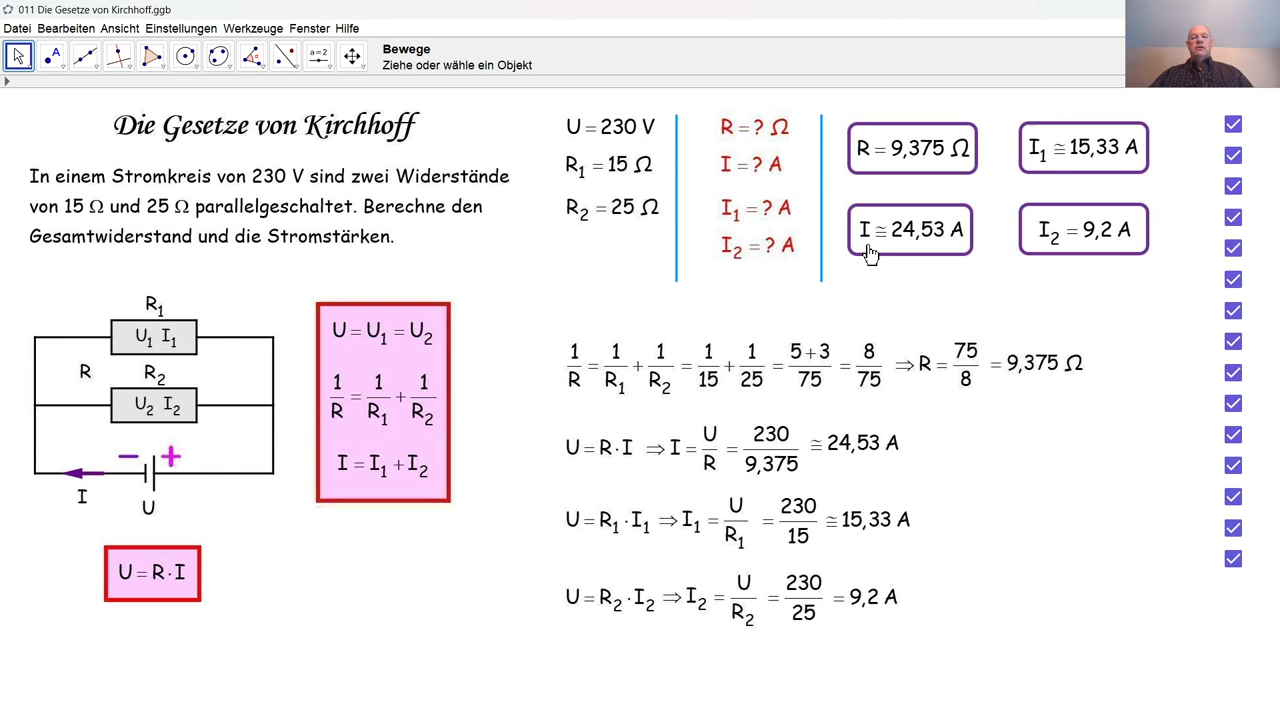 011 Die Gesetze von Kirchhoff.ggb
Datei Bearbeiten Ansicht Einstellungen Werkzeuge Fenster Hilfe
A
α
a = 2
Bewege
Ziehe oder wähle ein Objekt
Die Gesetze von Kirchhoff
In einem Stromkreis von 230 V sind zwei Widerstände
von 15 Ω und 25 Ω parallelgeschaltet. Berechne den
Gesamtwiderstand und die Stromstärken.
U = 230 V
R₁ = 15 Ω
R₂ = 25 Ω
R = ? Ω
I = ? A
I₁ = ? A
I₂ = ? A
R = 9,375 Ω
I₁ ≅ 15,33 A
I ≅ 24,53 A
I₂ = 9,2 A
R₁
U₁ I₁
R
R₂
U₂ I₂
− +
I
U
U = U₁ = U₂
1/R = 1/R₁ + 1/R₂
I = I₁ + I₂
U = R · I
1/R = 1/R₁ + 1/R₂ = 1/15 + 1/25 = (5 + 3)/75 = 8/75 ⇒ R = 75/8 = 9,375 Ω
U = R · I ⇒ I = U/R = 230/9,375 ≅ 24,53 A
U = R₁ · I₁ ⇒ I₁ = U/R₁ = 230/15 ≅ 15,33 A
U = R₂ · I₂ ⇒ I₂ = U/R₂ = 230/25 = 9,2 A